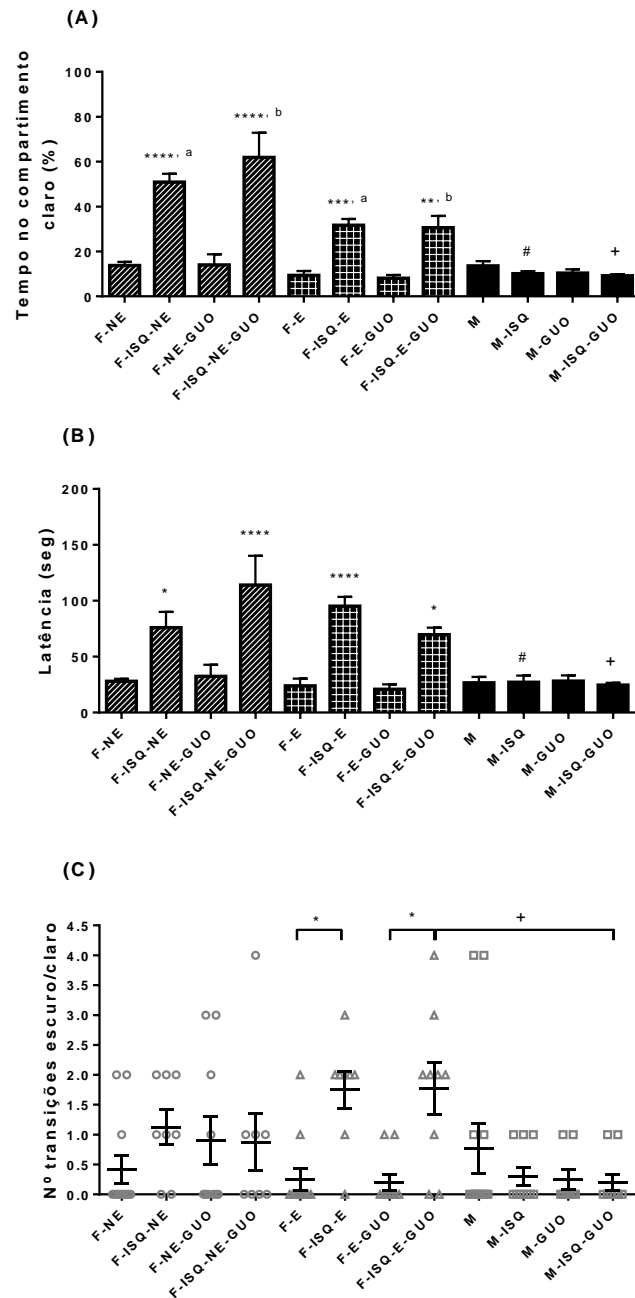 (A)
Tempo no compartimento
claro (%)
100
80
60
40
20
0
****, a
****, b
***, a
**, b
#
+
F-NE
F-ISQ-NE
F-NE-GUO
F-ISQ-NE-GUO
F-E
F-ISQ-E
F-E-GUO
F-ISQ-E-GUO
M
M-ISQ
M-GUO
M-ISQ-GUO
(B)
Latência (seg)
200
150
100
50
0
*
****
****
*
#
+
F-NE
F-ISQ-NE
F-NE-GUO
F-ISQ-NE-GUO
F-E
F-ISQ-E
F-E-GUO
F-ISQ-E-GUO
M
M-ISQ
M-GUO
M-ISQ-GUO
(C)
Nº transições escuro/claro
4.5
4.0
3.5
3.0
2.5
2.0
1.5
1.0
0.5
0.0
*
*
+
F-NE
F-ISQ-NE
F-NE-GUO
F-ISQ-NE-GUO
F-E
F-ISQ-E
F-E-GUO
F-ISQ-E-GUO
M
M-ISQ
M-GUO
M-ISQ-GUO